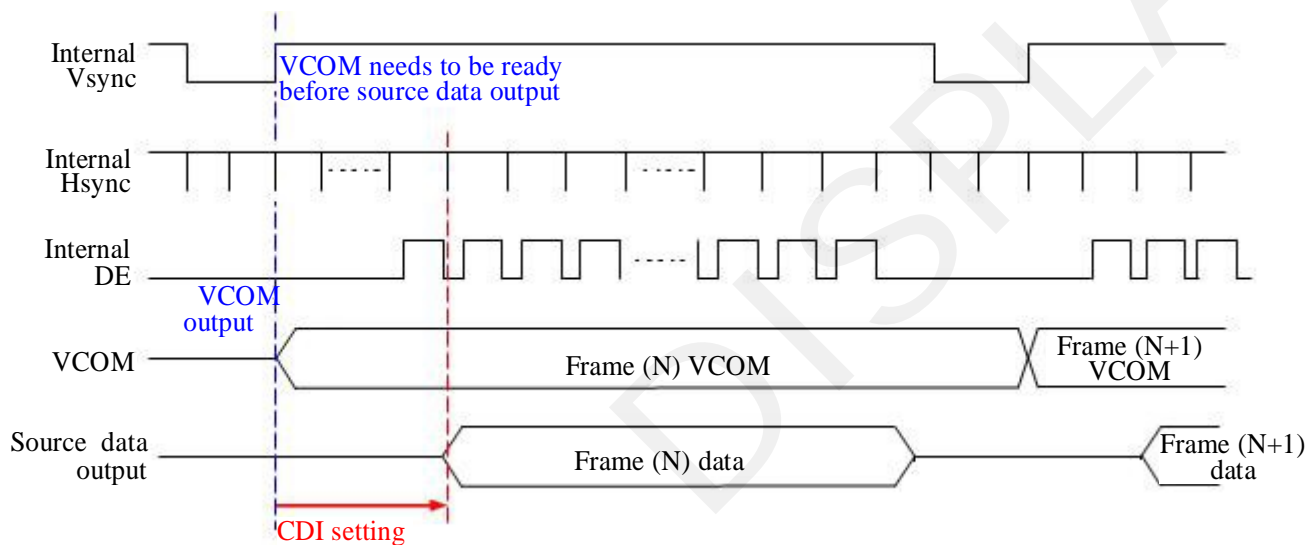 Internal
Vsync
VCOM needs to be ready
before source data output
Internal
Hsync
Internal
DE
VCOM
output
VCOM
Frame (N) VCOM
Frame (N+1)
VCOM
Source data
output
Frame (N) data
Frame (N+1)
data
CDI setting
DISPLA